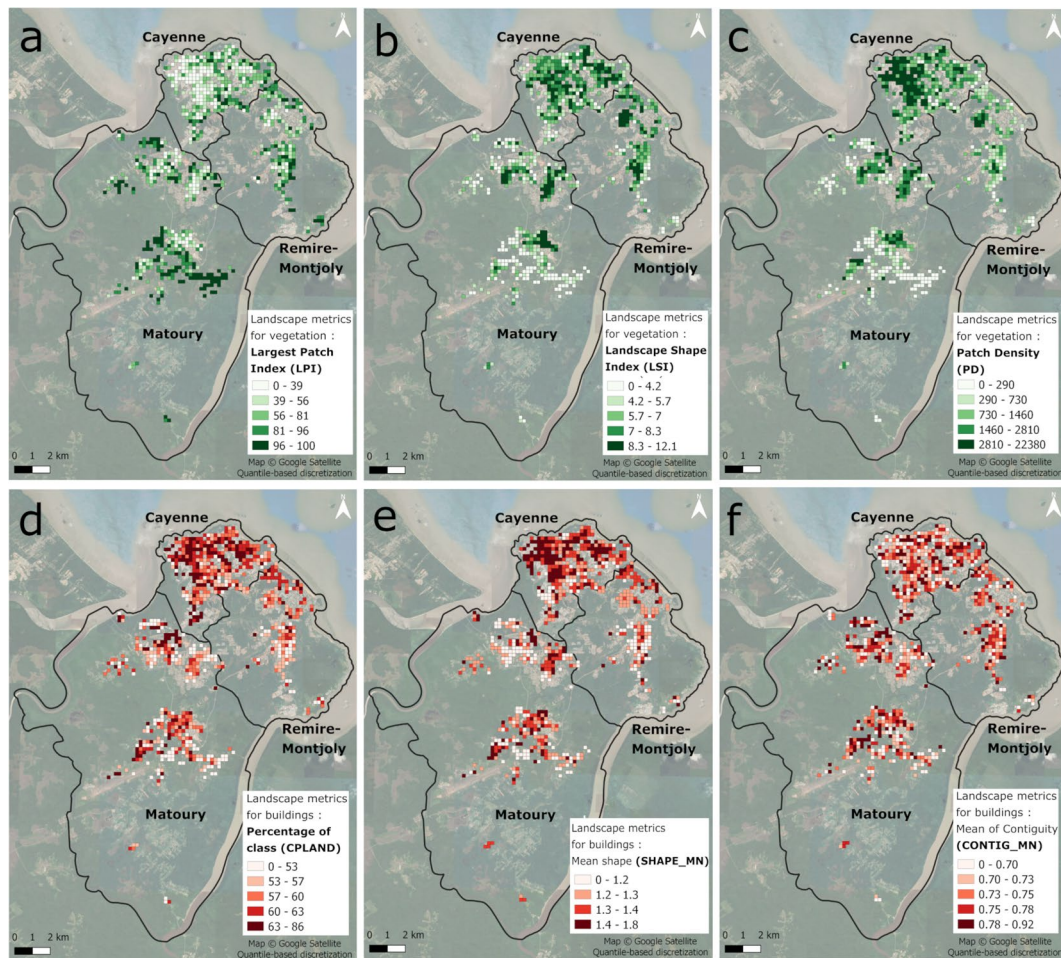 a
Cayenne
N
Remire-
Montjoly
Matoury
Landscape metrics
for vegetation :
Largest Patch
Index (LPI)
0 - 39
39 - 56
56 - 81
81 - 96
96 - 100
0 1 2 km
Map © Google Satellite
Quantile-based discretization
b
Cayenne
N
Remire-
Montjoly
Matoury
Landscape metrics
for vegetation :
Landscape Shape
Index (LSI)
0 - 4.2
4.2 - 5.7
5.7 - 7
7 - 8.3
8.3 - 12.1
0 1 2 km
Map © Google Satellite
Quantile-based discretization
c
Cayenne
N
Remire-
Montjoly
Matoury
Landscape metrics
for vegetation :
Patch Density
(PD)
0 - 290
290 - 730
730 - 1460
1460 - 2810
2810 - 22380
0 1 2 km
Map © Google Satellite
Quantile-based discretization
d
Cayenne
N
Remire-
Montjoly
Matoury
Landscape metrics
for buildings :
Percentage of
class (CPLAND)
0 - 53
53 - 57
57 - 60
60 - 63
63 - 86
0 1 2 km
Map © Google Satellite
Quantile-based discretization
e
Cayenne
N
Remire-
Montjoly
Matoury
Landscape metrics
for buildings :
Mean shape (SHAPE_MN)
0 - 1.2
1.2 - 1.3
1.3 - 1.4
1.4 - 1.8
0 1 2 km
Map © Google Satellite
Quantile-based discretization
f
Cayenne
N
Remire-
Montjoly
Matoury
Landscape metrics
for buildings :
Mean of Contiguity
(CONTIG_MN)
0 - 0.70
0.70 - 0.73
0.73 - 0.75
0.75 - 0.78
0.78 - 0.92
0 1 2 km
Map © Google Satellite
Quantile-based discretization